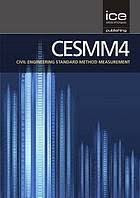 ice
publishing
CESMM4
CIVIL ENGINEERING STANDARD METHOD MEASUREMENT